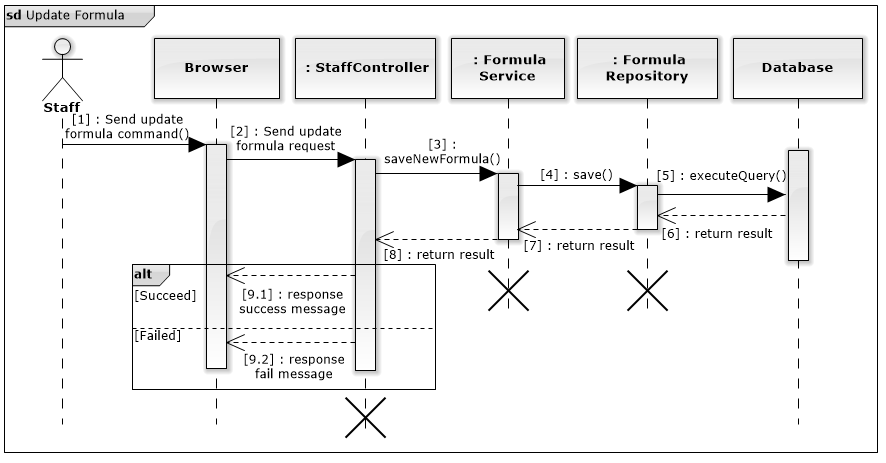 sd Update Formula
Staff
Browser
: StaffController
: Formula
Service
: Formula
Repository
Database
[1] : Send update
formula command()
[2] : Send update
formula request
[3] :
saveNewFormula()
[4] : save()
[5] : executeQuery()
[6] : return result
[7] : return result
[8] : return result
alt
[Succeed]
[9.1] : response
success message
[Failed]
[9.2] : response
fail message